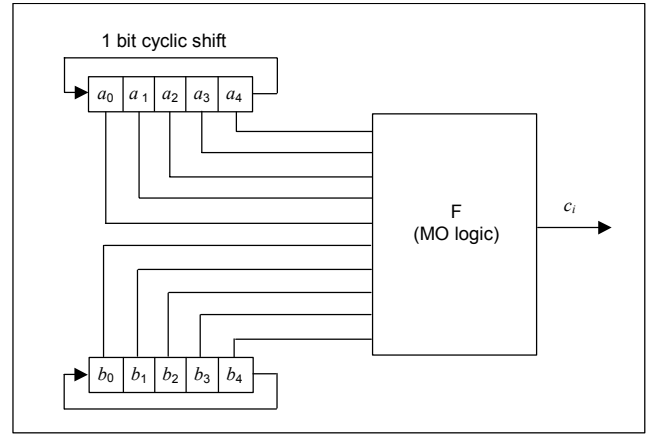 1 bit cyclic shift
a₀ a₁ a₂ a₃ a₄
F
(MO logic)
cᵢ
b₀ b₁ b₂ b₃ b₄